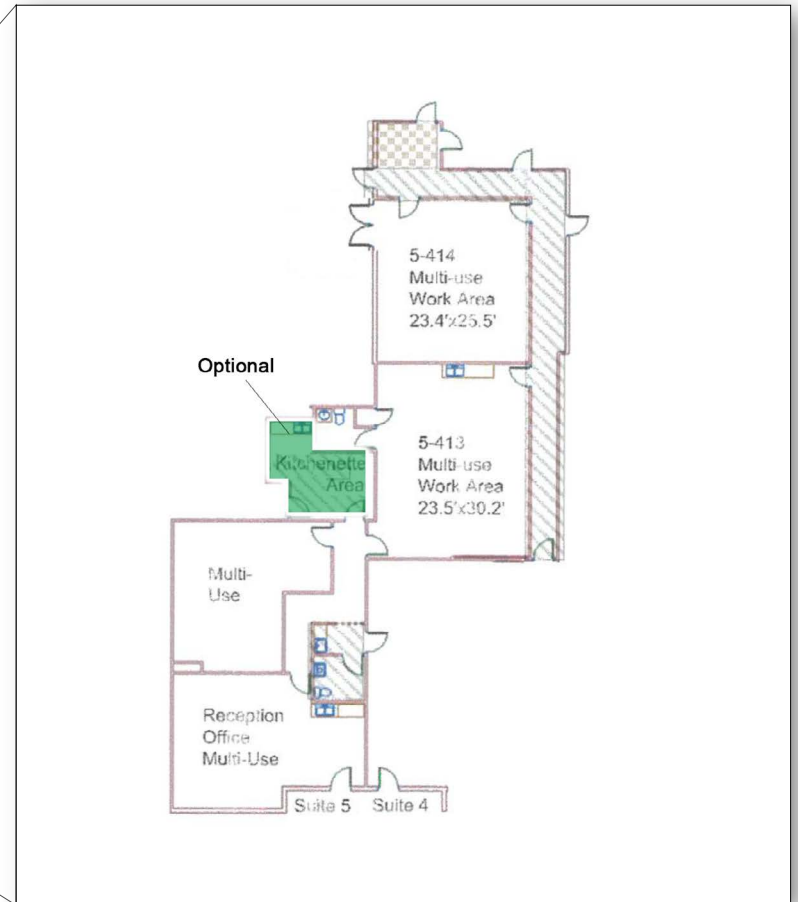 5-414
Multi-use
Work Area
23.4'x25.5'
Optional
Kitchenette
Area
5-413
Multi-use
Work Area
23.5'x30.2'
Multi-
Use
Reception
Office
Multi-Use
Suite 5
Suite 4